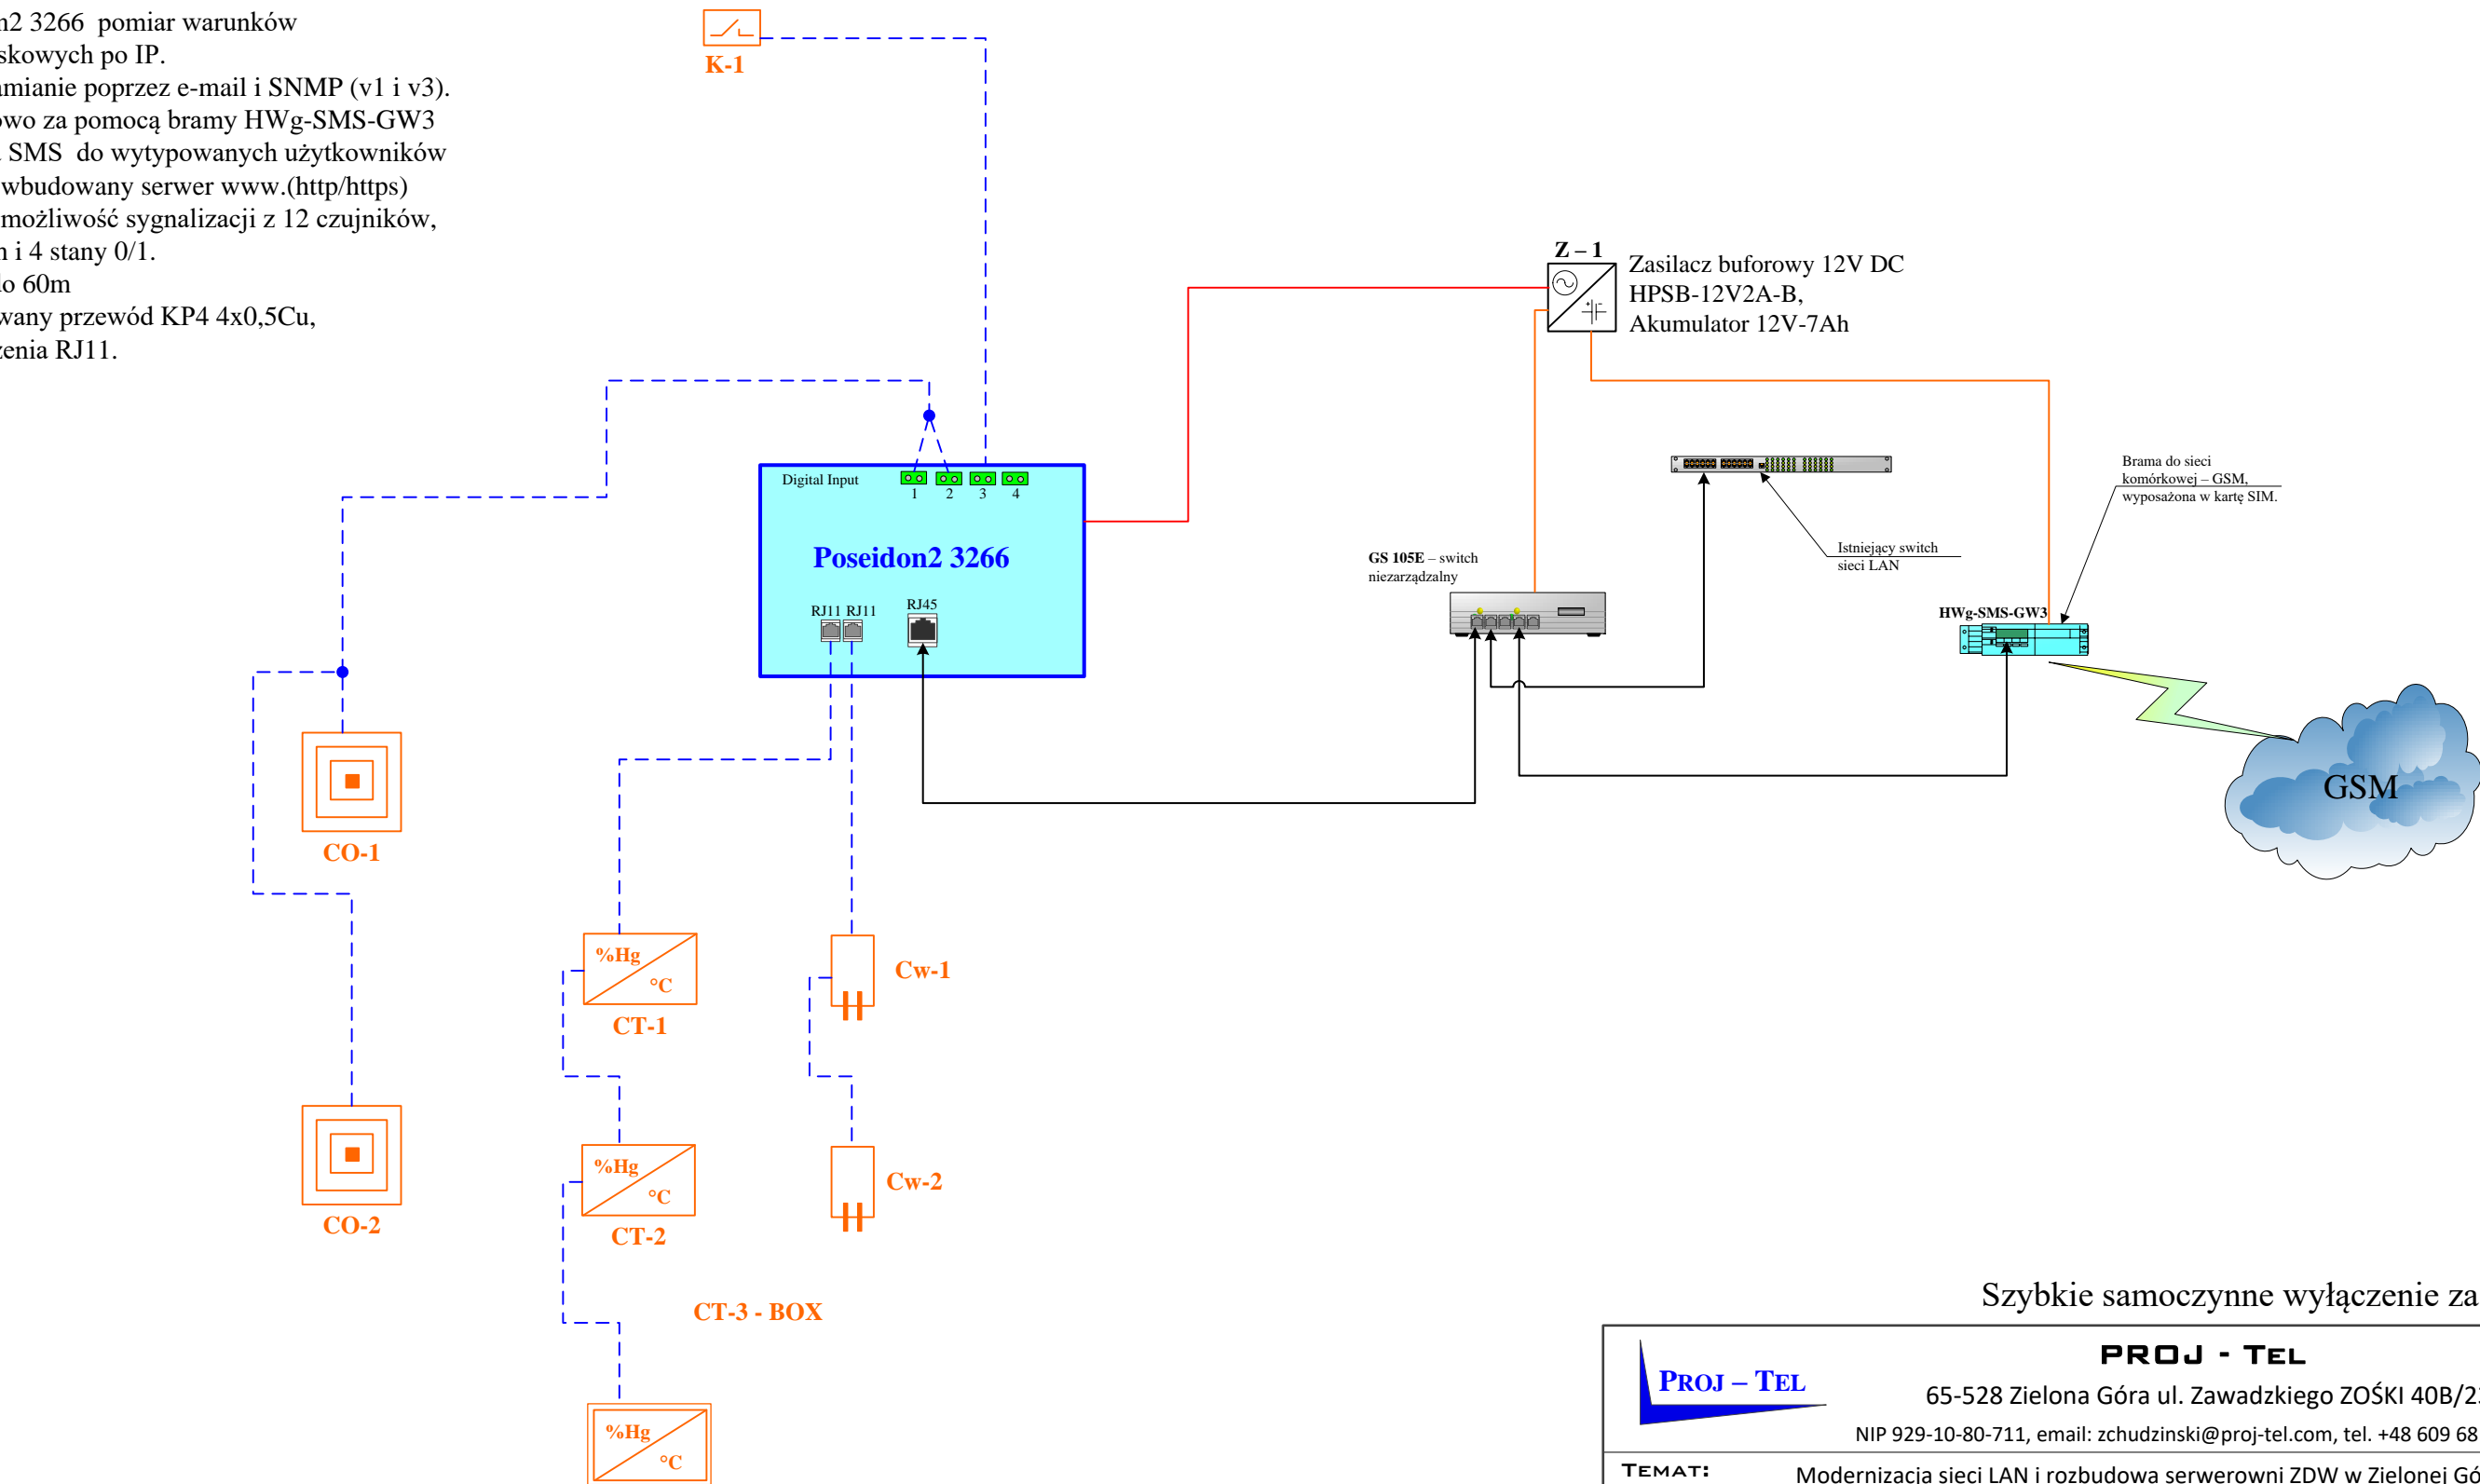 n2 3266 pomiar warunków
skowych po IP.
amianie poprzez e-mail i SNMP (v1 i v3).
owo za pomocą bramy HWg-SMS-GW3
SMS do wytypowanych użytkowników
wbudowany serwer www.(http/https)
możliwość sygnalizacji z 12 czujników,
h i 4 stany 0/1.
do 60m
wany przewód KP4 4x0,5Cu,
zenia RJ11.
K-1
Z – 1
Zasilacz buforowy 12V DC
HPSB-12V2A-B,
Akumulator 12V-7Ah
Digital Input
1 2 3 4
Poseidon2 3266
RJ11 RJ11 RJ45
GS 105E – switch
niezarządzalny
Istniejący switch
sieci LAN
Brama do sieci
komórkowej – GSM,
wyposażona w kartę SIM.
HWg-SMS-GW3
GSM
CO-1
CO-2
%Hg
°C
CT-1
Cw-1
%Hg
°C
CT-2
Cw-2
CT-3 - BOX
%Hg
°C
Szybkie samoczynne wyłączenie za
PROJ – TEL
PROJ - TEL
65-528 Zielona Góra ul. Zawadzkiego ZOŚKI 40B/2
NIP 929-10-80-711, email: zchudzinski@proj-tel.com, tel. +48 609 68
TEMAT:
Modernizacja sieci LAN i rozbudowa serwerowni ZDW w Zielonej Gó